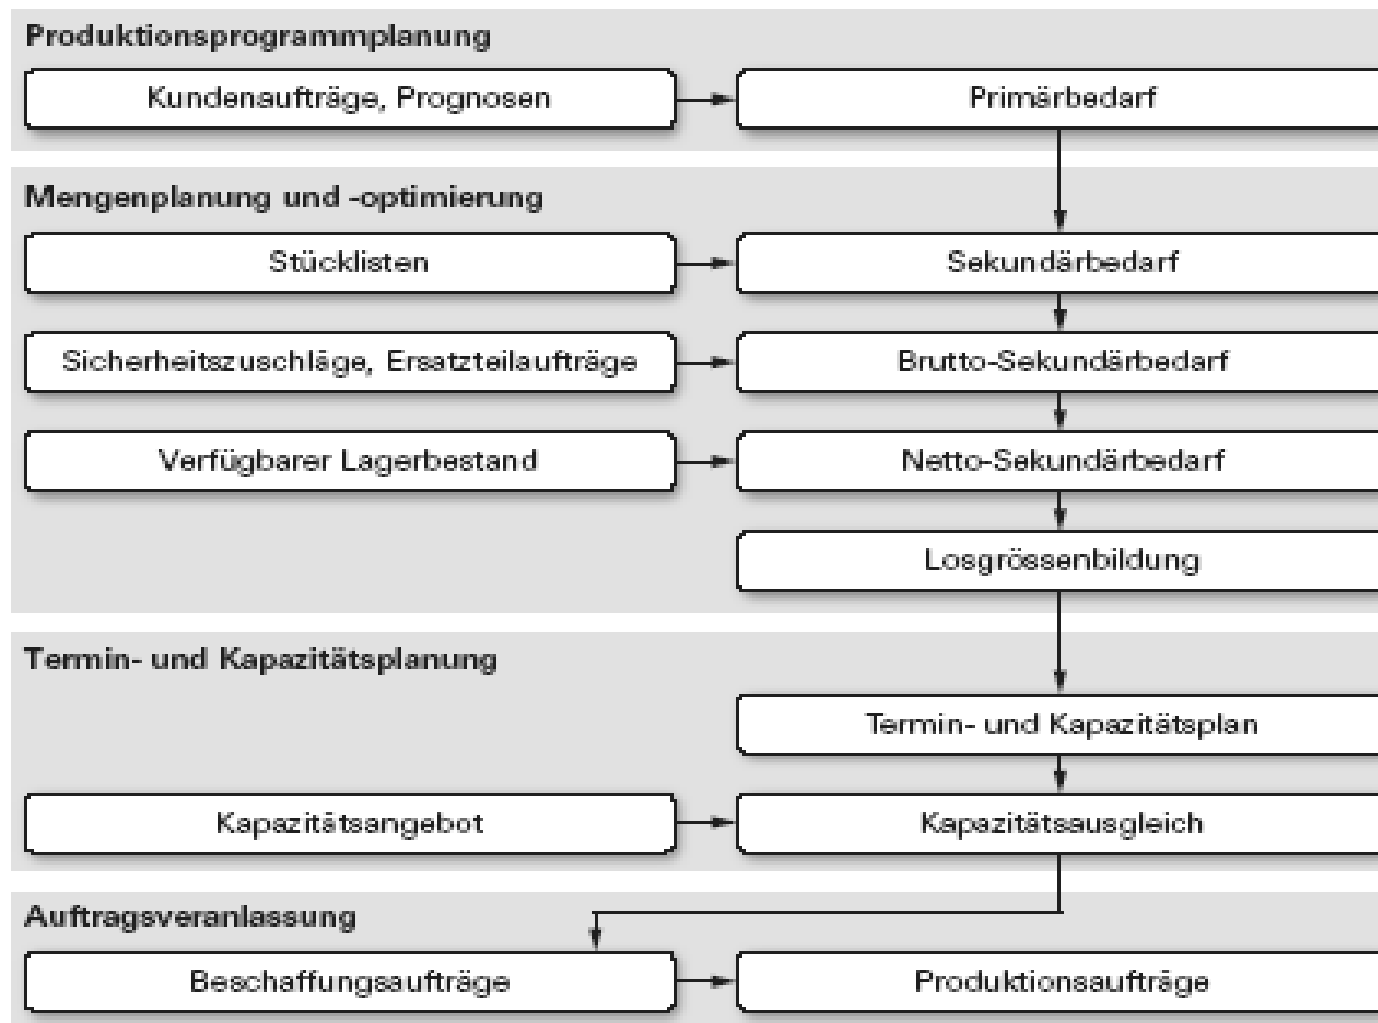 Produktionsprogrammplanung
Kundenaufträge, Prognosen
Primärbedarf
Mengenplanung und -optimierung
Stücklisten
Sekundärbedarf
Sicherheitszuschläge, Ersatzteilaufträge
Brutto-Sekundärbedarf
Verfügbarer Lagerbestand
Netto-Sekundärbedarf
Losgrössenbildung
Termin- und Kapazitätsplanung
Termin- und Kapazitätsplan
Kapazitätsangebot
Kapazitätsausgleich
Auftragsveranlassung
Beschaffungsaufträge
Produktionsaufträge